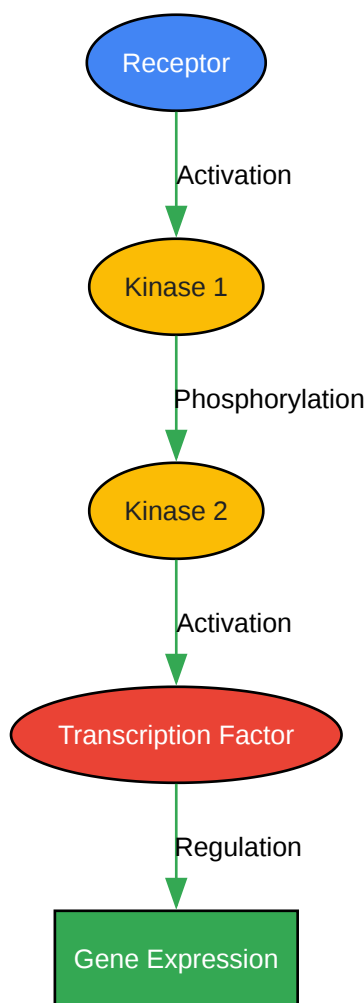 Receptor
Activation
Kinase 1
Phosphorylation
Kinase 2
Activation
Transcription Factor
Regulation
Gene Expression